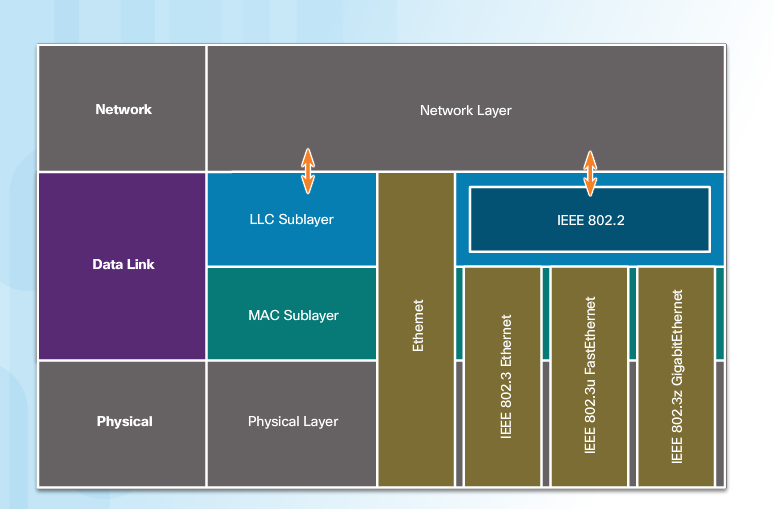 Network
Network Layer
Data Link
LLC Sublayer
IEEE 802.2
MAC Sublayer
Ethernet
IEEE 802.3 Ethernet
IEEE 802.3u FastEthernet
IEEE 802.3z GigabitEthernet
Physical
Physical Layer